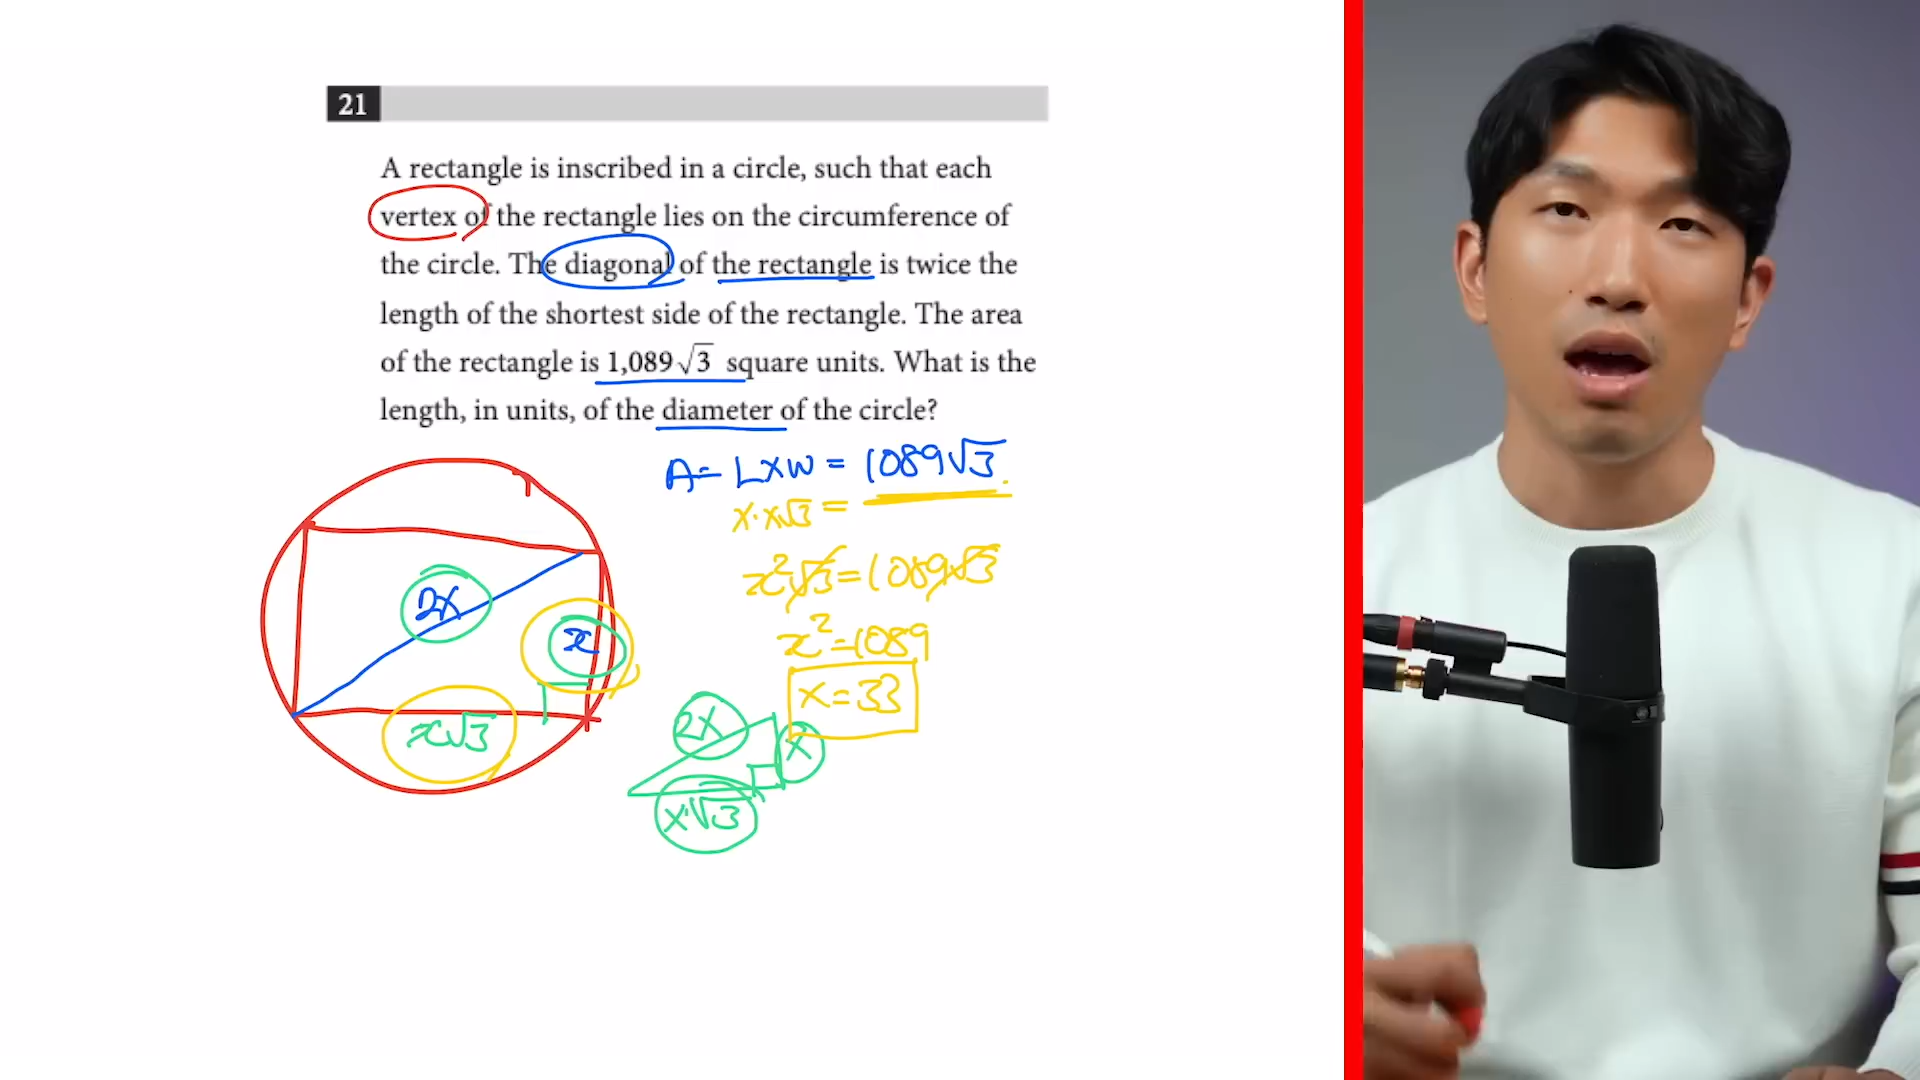 21
A rectangle is inscribed in a circle, such that each
vertex of the rectangle lies on the circumference of
the circle. The diagonal of the rectangle is twice the
length of the shortest side of the rectangle. The area
of the rectangle is 1,089√3 square units. What is the
length, in units, of the diameter of the circle?
A = L×W = 1089√3
x·x√3 =
x²√3 = 1089√3
x² = 1089
x = 33
2x
x
x√3
2x
x
x·√3